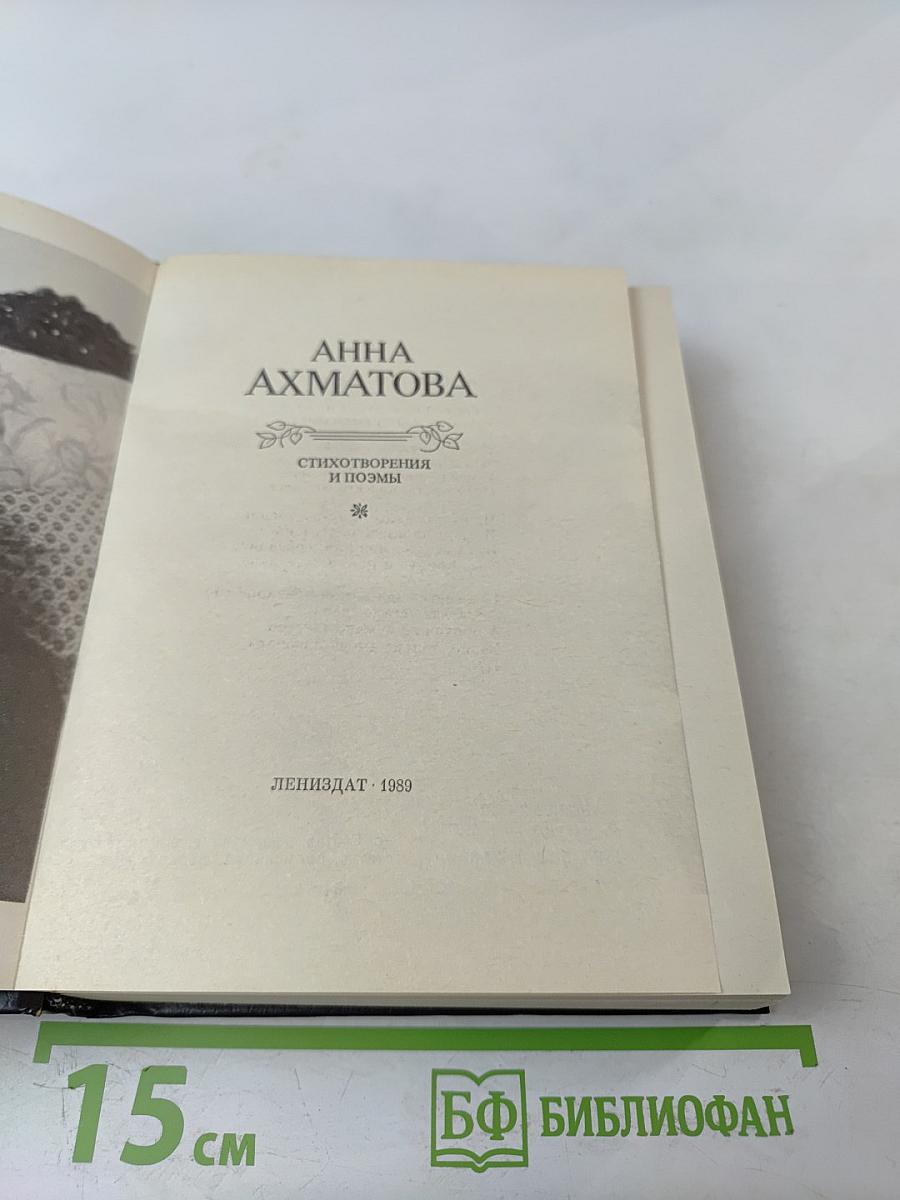 АННА
АХМАТОВА
СТИХОТВОРЕНИЯ
И ПОЭМЫ
ЛЕНИЗДАТ · 1989
15 см
БФ БИБЛИОФАН